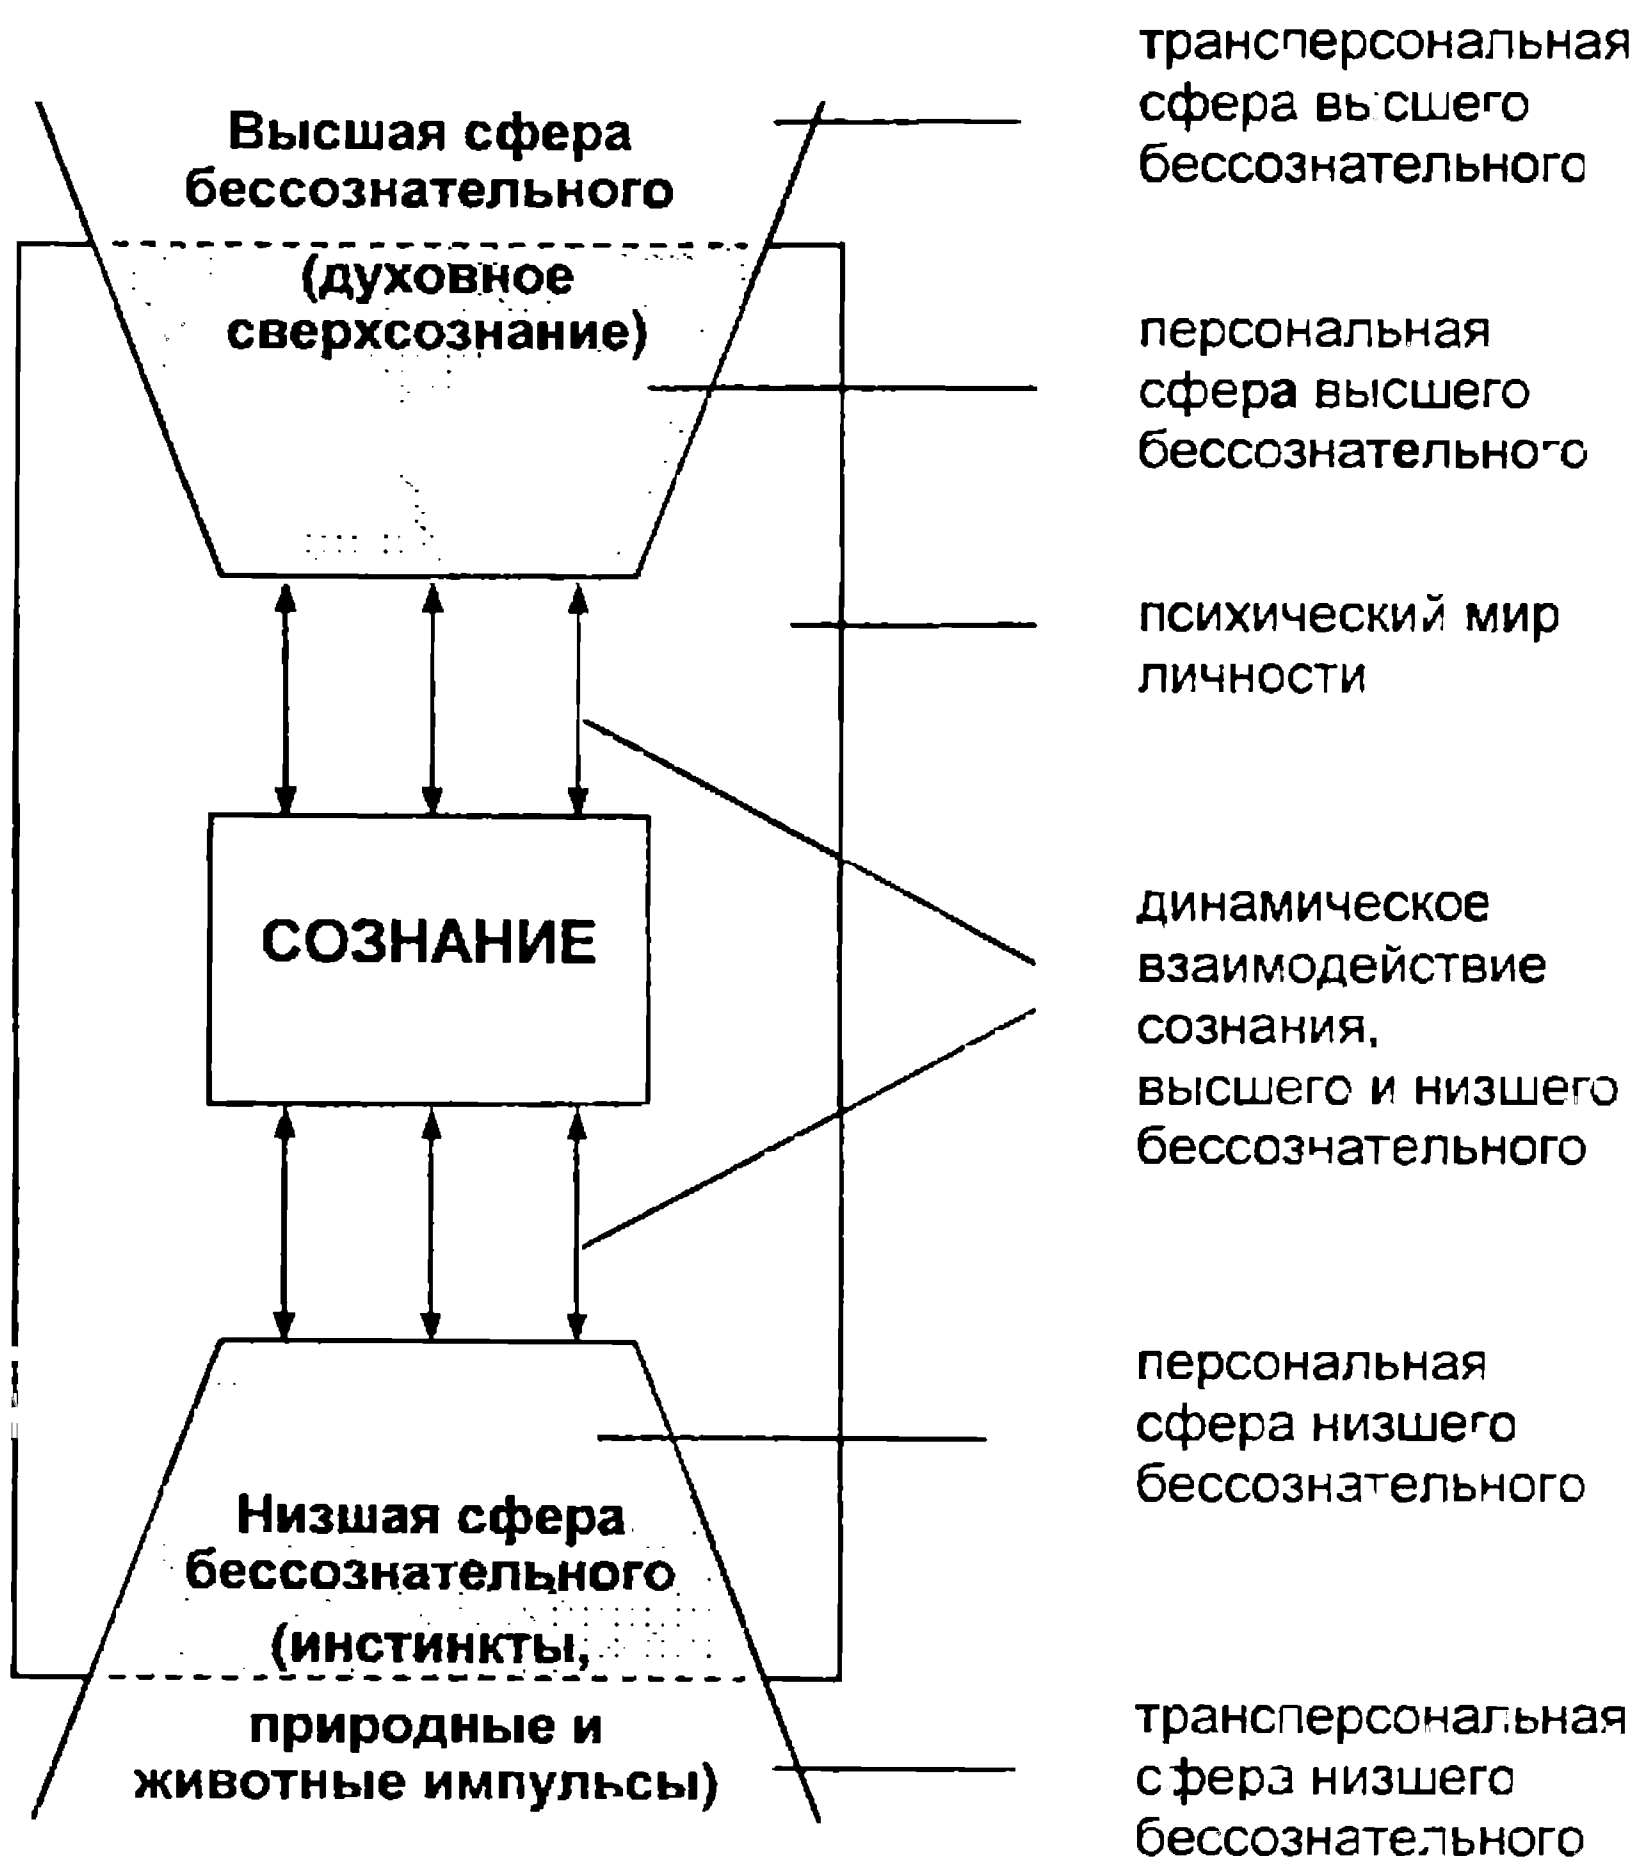 Высшая сфера
бессознательного
(духовное
сверхсознание)
СОЗНАНИЕ
Низшая сфера
бессознательного
(инстинкты,
природные и
животные импульсы)
трансперсональная
сфера высшего
бессознательного
персональная
сфера высшего
бессознательного
психический мир
личности
динамическое
взаимодействие
сознания,
высшего и низшего
бессознательного
персональная
сфера низшего
бессознательного
трансперсональная
сфера низшего
бессознательного